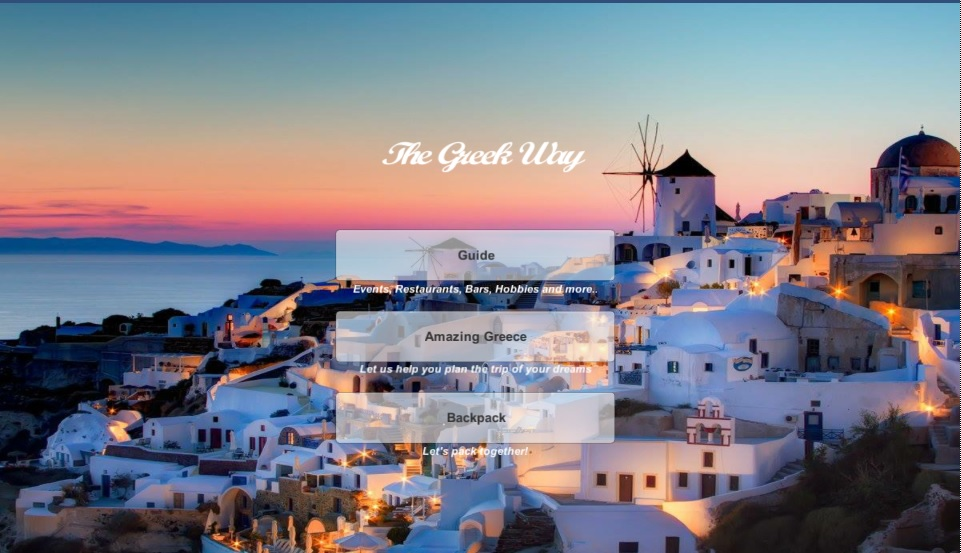 The Greek Way
Guide
Events, Restaurants, Bars, Hobbies and more..
Amazing Greece
Let us help you plan the trip of your dreams
Backpack
Let's pack together!